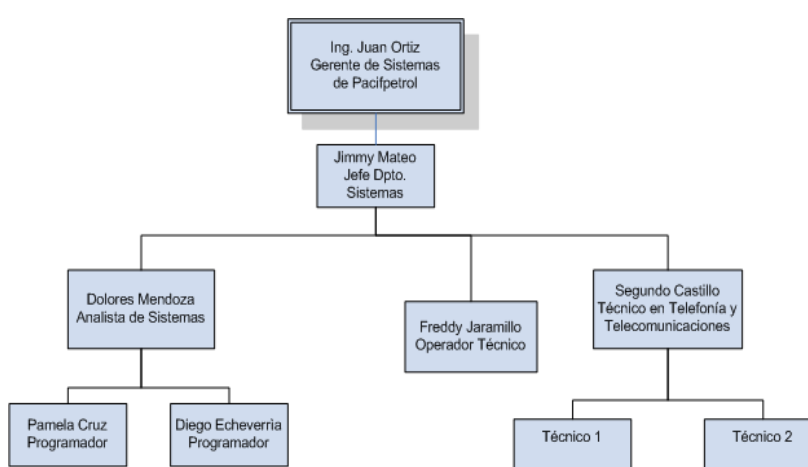 Ing. Juan Ortiz
Gerente de Sistemas
de Pacifpetrol
Jimmy Mateo
Jefe Dpto.
Sistemas
Dolores Mendoza
Analista de Sistemas
Freddy Jaramillo
Operador Técnico
Segundo Castillo
Técnico en Telefonía y
Telecomunicaciones
Pamela Cruz
Programador
Diego Echeverrìa
Programador
Técnico 1
Técnico 2